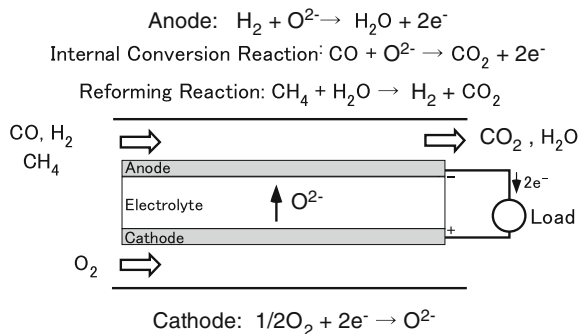 Anode: H₂ + O²⁻→ H₂O + 2e⁻
Internal Conversion Reaction: CO + O²⁻ → CO₂ + 2e⁻
Reforming Reaction: CH₄ + H₂O → H₂ + CO₂
CO, H₂
CH₄
CO₂ , H₂O
Anode
−
2e⁻
Electrolyte
O²⁻
Load
Cathode
+
O₂
Cathode: 1/2O₂ + 2e⁻ → O²⁻